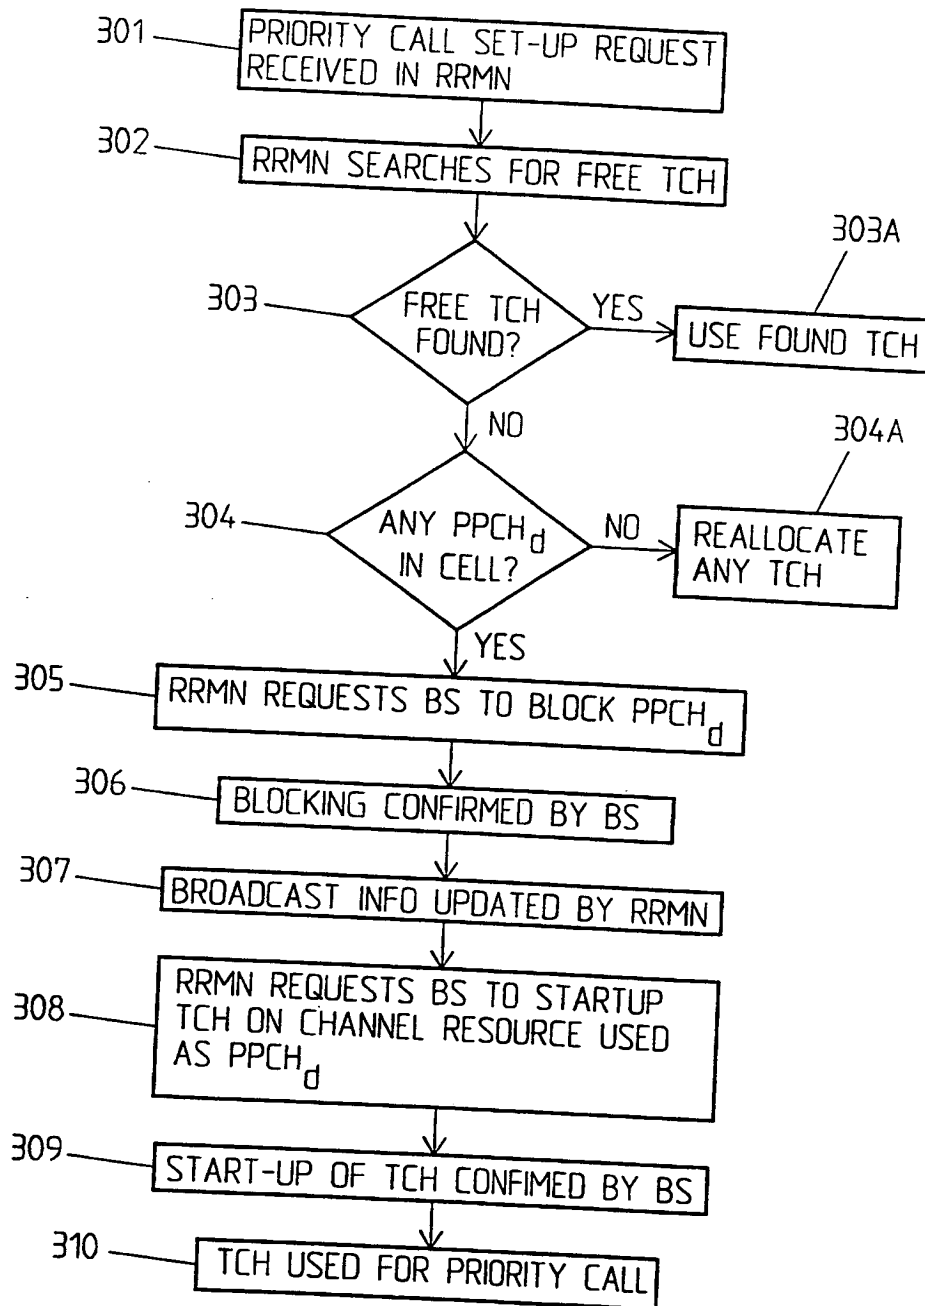 301
PRIORITY CALL SET-UP REQUEST
RECEIVED IN RRMN
302
RRMN SEARCHES FOR FREE TCH
303
FREE TCH
FOUND?
YES
303A
USE FOUND TCH
NO
304
ANY PPCHd
IN CELL?
NO
304A
REALLOCATE
ANY TCH
YES
305
RRMN REQUESTS BS TO BLOCK PPCHd
306
BLOCKING CONFIRMED BY BS
307
BROADCAST INFO UPDATED BY RRMN
308
RRMN REQUESTS BS TO STARTUP
TCH ON CHANNEL RESOURCE USED
AS PPCHd
309
START-UP OF TCH CONFIMED BY BS
310
TCH USED FOR PRIORITY CALL